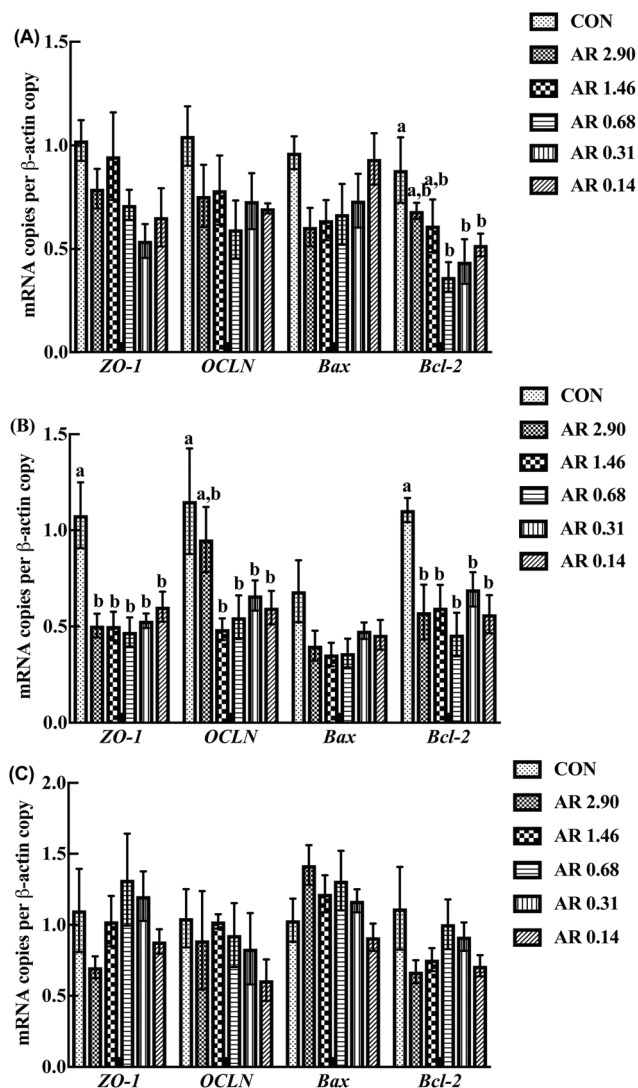 (A)
CON
AR 2.90
AR 1.46
AR 0.68
AR 0.31
AR 0.14
mRNA copies per β-actin copy
1.5
1.0
0.5
0.0
a
a,b
a,b
b
b
b
ZO-1 OCLN Bax Bcl-2
(B)
CON
AR 2.90
AR 1.46
AR 0.68
AR 0.31
AR 0.14
mRNA copies per β-actin copy
1.5
1.0
0.5
0.0
a
b b b b b
a
a,b
b b b b
a
b b b b b
ZO-1 OCLN Bax Bcl-2
(C)
CON
AR 2.90
AR 1.46
AR 0.68
AR 0.31
AR 0.14
mRNA copies per β-actin copy
2.0
1.5
1.0
0.5
0.0
ZO-1 OCLN Bax Bcl-2